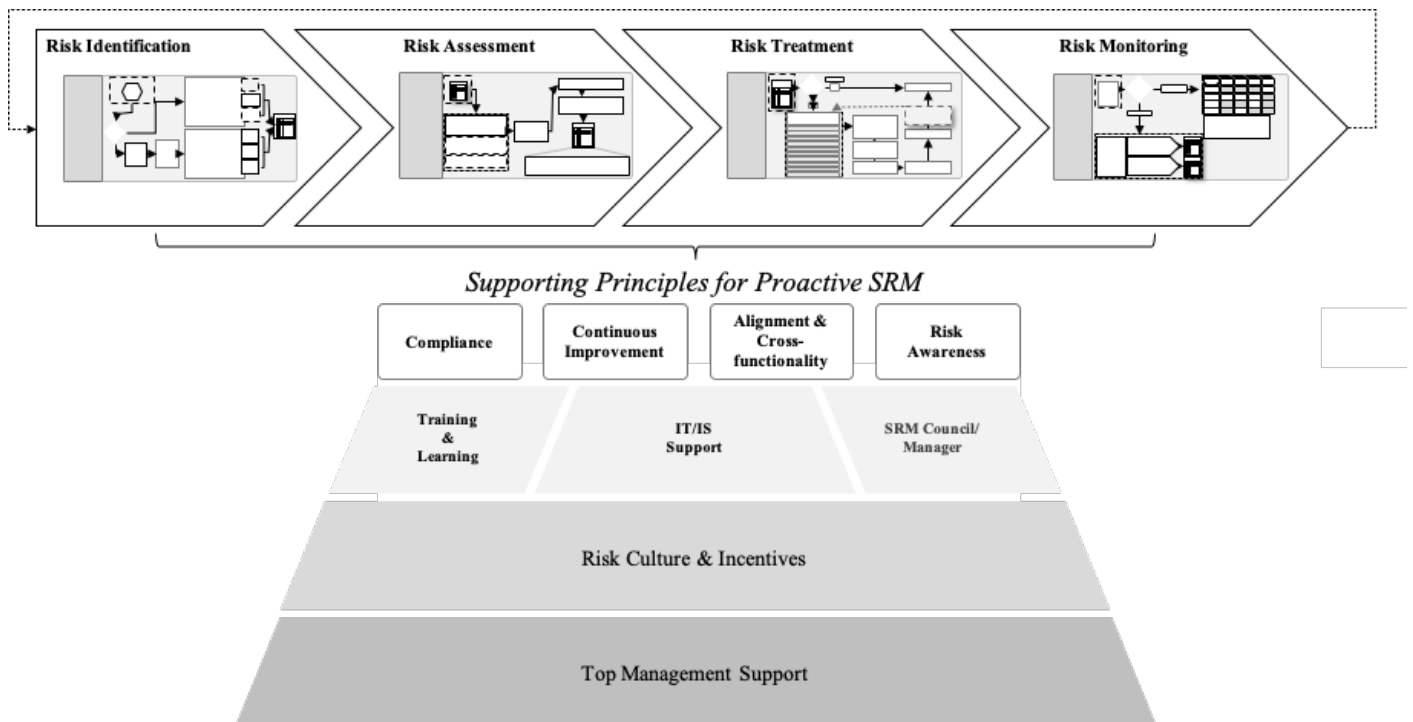 Risk Identification
Risk Assessment
Risk Treatment
Risk Monitoring
Supporting Principles for Proactive SRM
Compliance
Continuous
Improvement
Alignment &
Cross-
functionality
Risk
Awareness
Training
&
Learning
IT/IS
Support
SRM Council/
Manager
Risk Culture & Incentives
Top Management Support